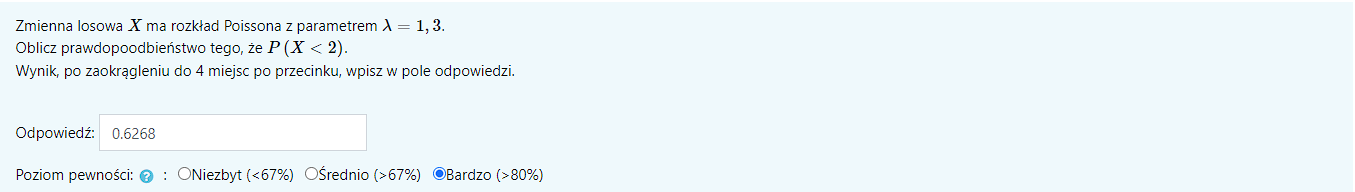 Zmienna losowa X ma rozkład Poissona z parametrem λ = 1, 3.
Oblicz prawdopoodbieństwo tego, że P (X < 2).
Wynik, po zaokrągleniu do 4 miejsc po przecinku, wpisz w pole odpowiedzi.
Odpowiedź: 0.6268
Poziom pewności: ? : Niezbyt (<67%) Średnio (>67%) Bardzo (>80%)